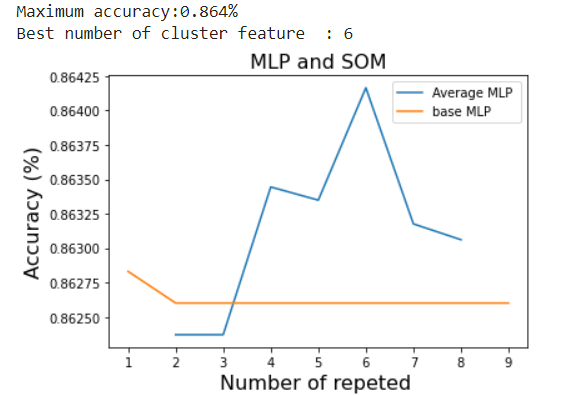 Maximum accuracy:0.864%
Best number of cluster feature  : 6
MLP and SOM
Accuracy (%)
0.86425
0.86400
0.86375
0.86350
0.86325
0.86300
0.86275
0.86250
Average MLP
base MLP
1 2 3 4 5 6 7 8 9
Number of repeted